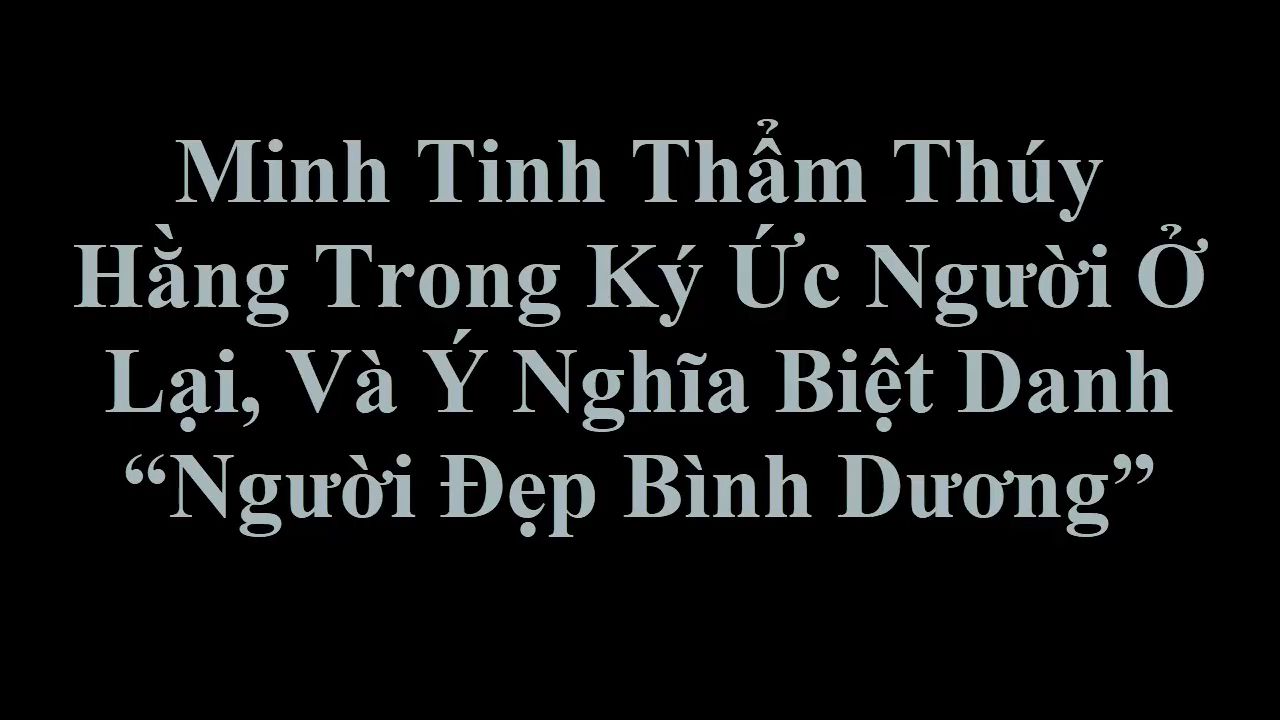 Minh Tinh Thẩm Thúy
Hằng Trong Ký Ức Người Ở
Lại, Và Ý Nghĩa Biệt Danh
“Người Đẹp Bình Dương”